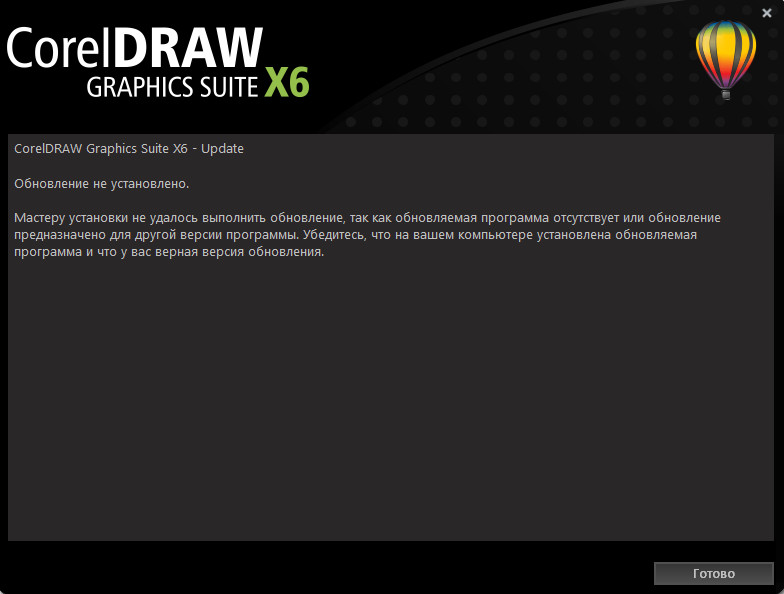 CorelDRAW
GRAPHICS SUITE X6
CorelDRAW Graphics Suite X6 - Update
Обновление не установлено.
Мастеру установки не удалось выполнить обновление, так как обновляемая программа отсутствует или обновление
предназначено для другой версии программы. Убедитесь, что на вашем компьютере установлена обновляемая
программа и что у вас верная версия обновления.
Готово